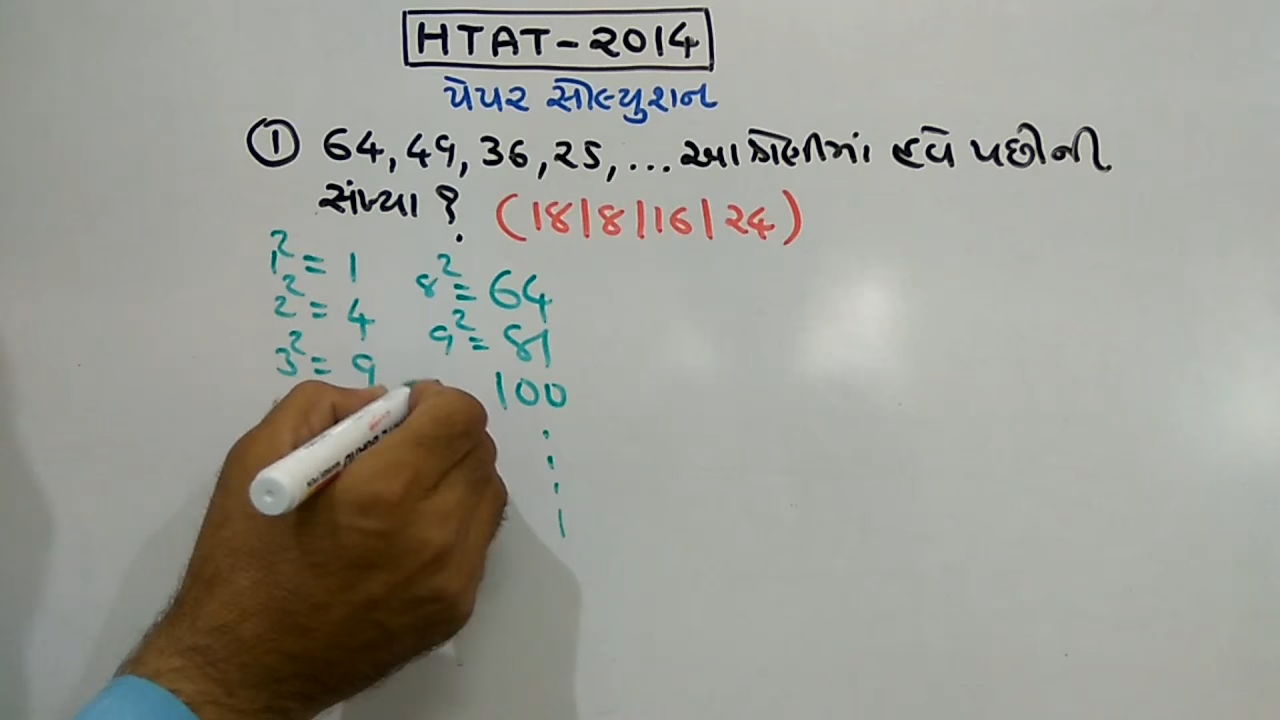 HTAT-2014
પેપર સોલ્યુશન
① 64, 49, 36, 25, ... આ શ્રેણીમાં હવે પછીની
સંખ્યા ?
(18/8/16/24)
1² = 1
2² = 4
3² = 9
8² = 64
9² = 81
100